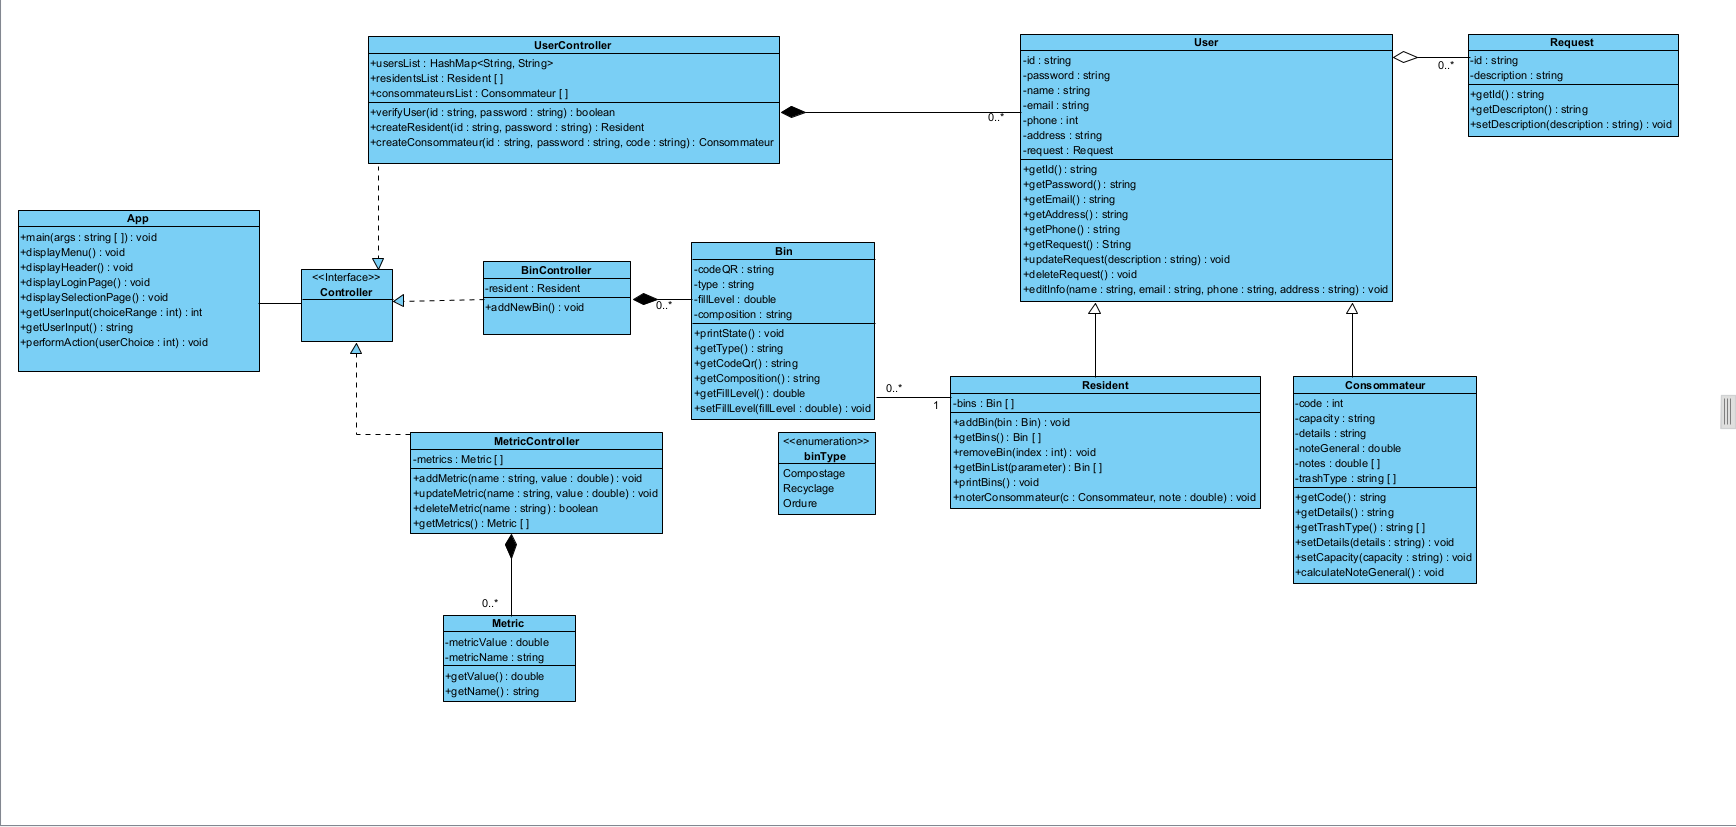 UserController
+usersList : HashMap<String, String>
+residentsList : Resident [ ]
+consommateursList : Consommateur [ ]
+verifyUser(id : string, password : string) : boolean
+createResident(id : string, password : string) : Resident
+createConsommateur(id : string, password : string, code : string) : Consommateur
0..*
User
-id : string
-password : string
-name : string
-email : string
-phone : int
-address : string
-request : Request
+getId() : string
+getPassword() : string
+getEmail() : string
+getAddress() : string
+getPhone() : string
+getRequest() : String
+updateRequest(description : string) : void
+deleteRequest() : void
+editInfo(name : string, email : string, phone : string, address : string) : void
0..*
Request
-id : string
-description : string
+getId() : string
+getDescripton() : string
+setDescription(description : string) : void
App
+main(args : string [ ]) : void
+displayMenu() : void
+displayHeader() : void
+displayLoginPage() : void
+displaySelectionPage() : void
+getUserInput(choiceRange : int) : int
+getUserInput() : string
+performAction(userChoice : int) : void
<<Interface>>
Controller
BinController
-resident : Resident
+addNewBin() : void
0..*
Bin
-codeQR : string
-type : string
-fillLevel : double
-composition : string
+printState() : void
+getType() : string
+getCodeQr() : string
+getComposition() : string
+getFillLevel() : double
+setFillLevel(fillLevel : double) : void
0..*
1
Resident
-bins : Bin [ ]
+addBin(bin : Bin) : void
+getBins() : Bin [ ]
+removeBin(index : int) : void
+getBinList(parameter) : Bin [ ]
+printBins() : void
+noterConsommateur(c : Consommateur, note : double) : void
Consommateur
-code : int
-capacity : string
-details : string
-noteGeneral : double
-notes : double [ ]
-trashType : string [ ]
+getCode() : string
+getDetails() : string
+getTrashType() : string [ ]
+setDetails(details : string) : void
+setCapacity(capacity : string) : void
+calculateNoteGeneral() : void
<<enumeration>>
binType
Compostage
Recyclage
Ordure
MetricController
-metrics : Metric [ ]
+addMetric(name : string, value : double) : void
+updateMetric(name : string, value : double) : void
+deleteMetric(name : string) : boolean
+getMetrics() : Metric [ ]
0..*
Metric
-metricValue : double
-metricName : string
+getValue() : double
+getName() : string